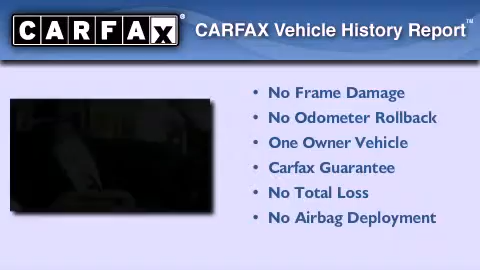 CARFAX® CARFAX Vehicle History Report™
• No Frame Damage
• No Odometer Rollback
• One Owner Vehicle
• Carfax Guarantee
• No Total Loss
• No Airbag Deployment